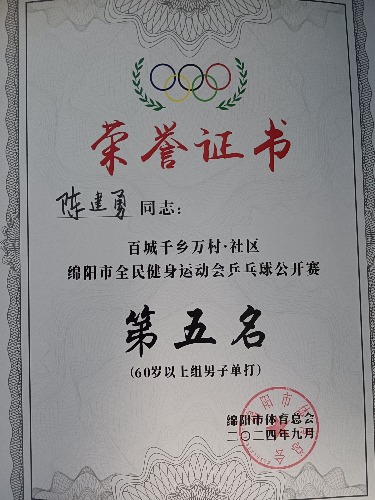 荣誉证书
陈建勇 同志：
百城千乡万村·社区
绵阳市全民健身运动会乒乓球公开赛
第五名
(60岁以上组男子单打)
绵阳市体育总会
二〇二四年九月